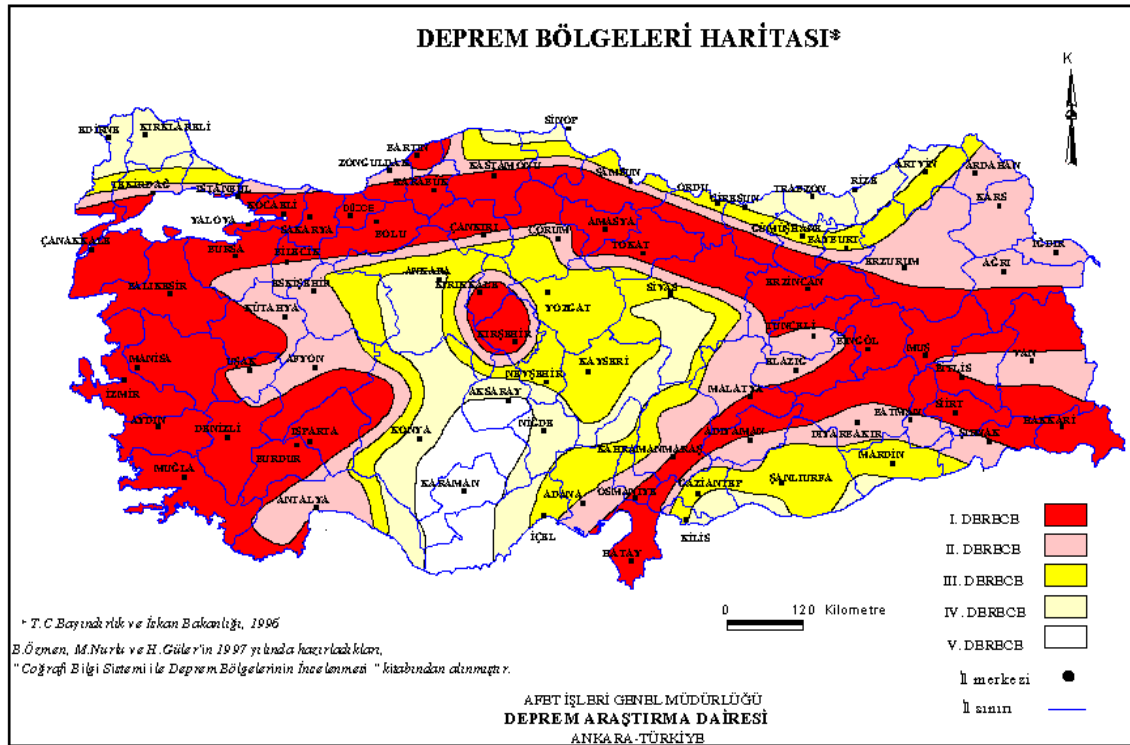 DEPREM BÖLGELERİ HARİTASI*
K
SİNOP
EDİRNE
KIRKLARELİ
BARTIN
ZONGULDAK
KASTAMONU
KARABÜK
SAMSUN
ARTVİN
ARDAHAN
TEKİRDAĞ
İSTANBUL
ORDU
GİRESUN
TRABZON
RİZE
KARS
KOCAELİ
YALOVA
SAKARYA
DÜZCE
BOLU
ÇANKIRI
ÇORUM
AMASYA
TOKAT
GÜMÜŞHANE
BAYBURT
ÇANAKKALE
BURSA
BİLECİK
ERZURUM
IĞDIR
AĞRI
ANKARA
KIRIKKALE
BALIKESİR
ESKİŞEHİR
KÜTAHYA
YOZGAT
SİVAS
ERZİNCAN
TUNCELİ
KIRŞEHİR
BİNGÖL
MUŞ
MANİSA
UŞAK
AFYON
KAYSERİ
ELAZIĞ
VAN
BİTLİS
NEVŞEHİR
İZMİR
AKSARAY
MALATYA
SİİRT
AYDIN
DENİZLİ
ISPARTA
KONYA
NİĞDE
BATMAN
HAKKARİ
BURDUR
KAHRAMANMARAŞ
ADIYAMAN
DİYARBAKIR
ŞIRNAK
MUĞLA
MARDİN
KARAMAN
ADANA
OSMANİYE
GAZİANTEP
ŞANLIURFA
ANTALYA
İÇEL
KİLİS
HATAY
I. DERECE
II. DERECE
III. DERECE
IV. DERECE
V. DERECE
İl merkezi
İl sınırı
0 120 Kilometre
* T.C.Bayındırlık ve İskan Bakanlığı, 1996
B.Özmen, M.Nurlu ve H.Güler'in 1997 yılında hazırladıkları,
" Coğrafi Bilgi Sistemi ile Deprem Bölgelerinin İncelenmesi " kitabından alınmıştır.
AFET İŞLERİ GENEL MÜDÜRLÜĞÜ
DEPREM ARAŞTIRMA DAİRESİ
ANKARA-TÜRKİYE